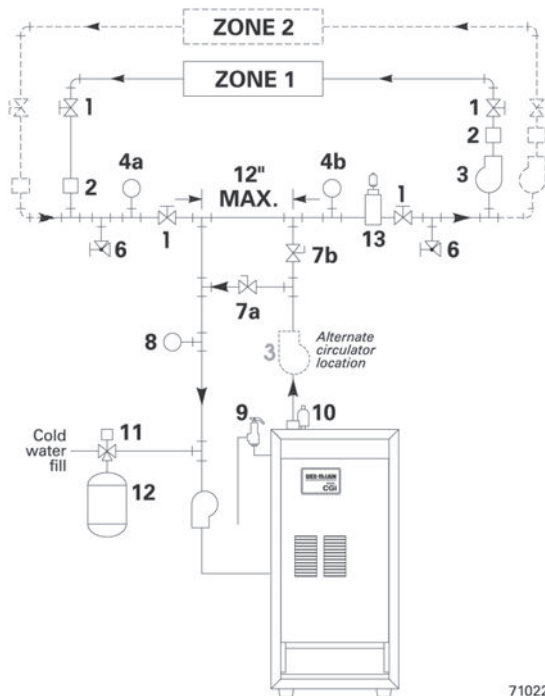 ZONE 2
ZONE 1
1
1
2
3
4a
12"
MAX.
4b
2
6
1
13
1
6
7b
7a
8
3
Alternate
circulator
location
9
10
Cold
water
fill
11
12
CGi
71022